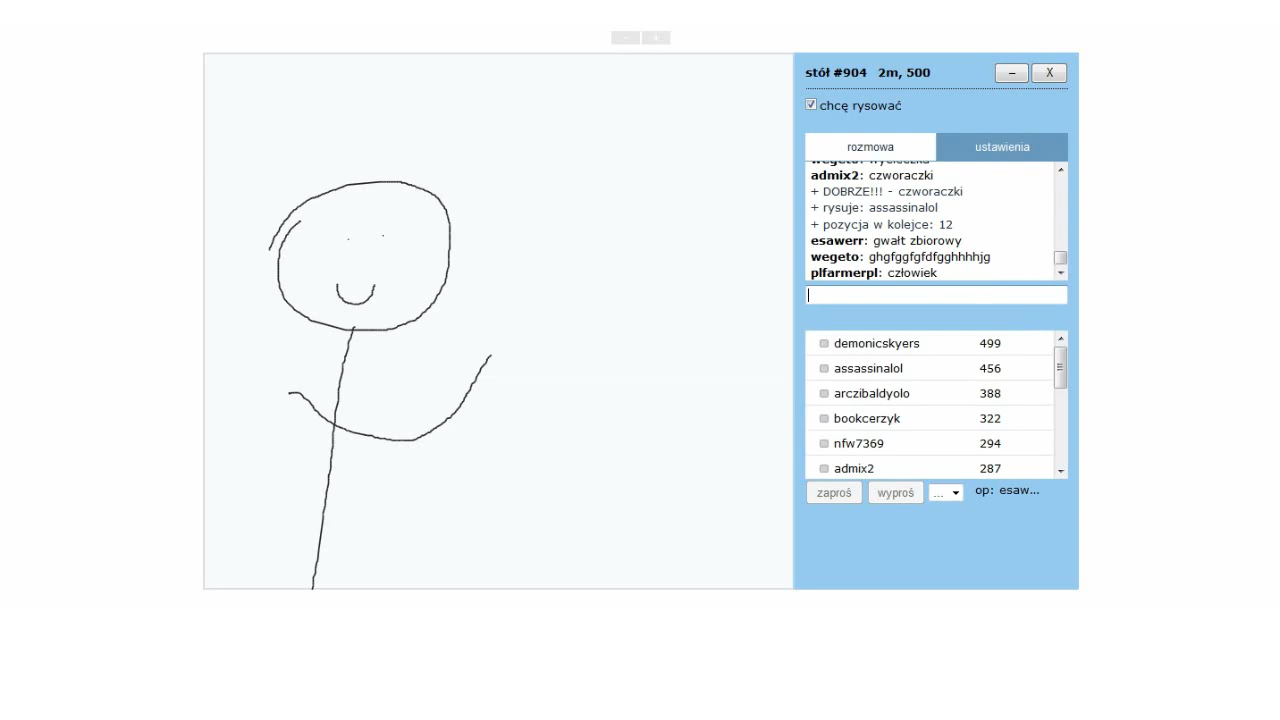 stół #904 2m, 500
– X
chcę rysować
rozmowa ustawienia
wegeto: wycieczka
admix2: czworaczki
+ DOBRZE!!! - czworaczki
+ rysuje: assassinalol
+ pozycja w kolejce: 12
esawerr: gwałt zbiorowy
wegeto: ghgfggfgfdfgghhhhjg
plfarmerpl: człowiek
demonicskyers 499
assassinalol 456
arczibaldyolo 388
bookcerzyk 322
nfw7369 294
admix2 287
zaproś wyproś ... op: esaw...